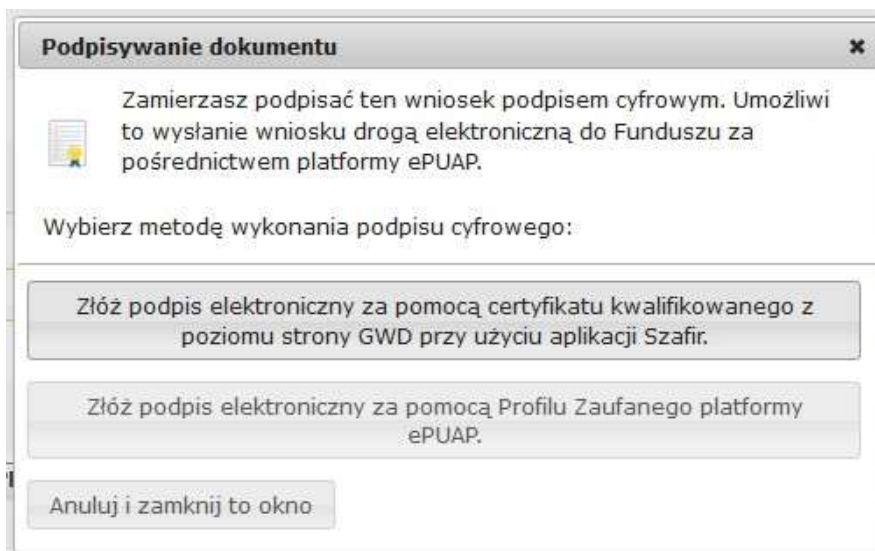 Podpisywanie dokumentu
Zamierzasz podpisać ten wniosek podpisem cyfrowym. Umożliwi
to wysłanie wniosku drogą elektroniczną do Funduszu za
pośrednictwem platformy ePUAP.
Wybierz metodę wykonania podpisu cyfrowego:
Złóż podpis elektroniczny za pomocą certyfikatu kwalifikowanego z
poziomu strony GWD przy użyciu aplikacji Szafir.
Złóż podpis elektroniczny za pomocą Profilu Zaufanego platformy
ePUAP.
Anuluj i zamknij to okno